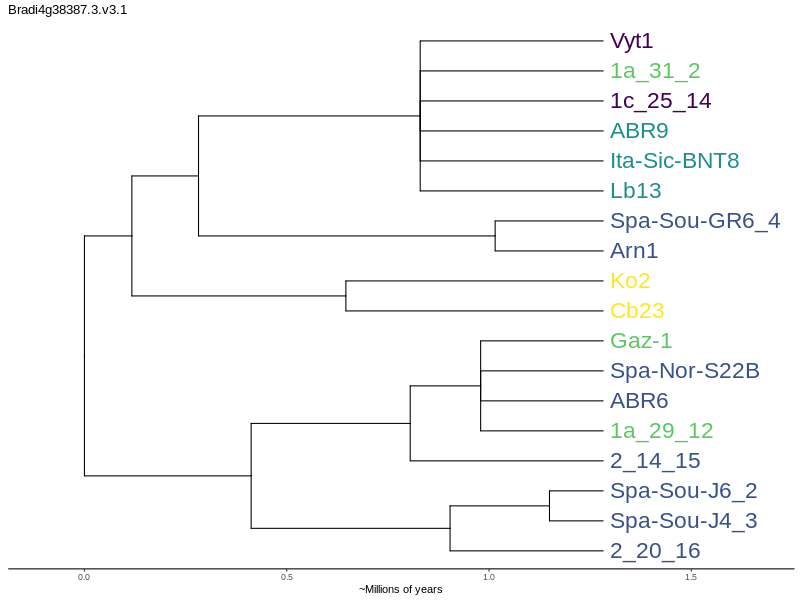 Bradi4g38387.3.v3.1
Vyt1
1a_31_2
1c_25_14
ABR9
Ita-Sic-BNT8
Lb13
Spa-Sou-GR6_4
Arn1
Ko2
Cb23
Gaz-1
Spa-Nor-S22B
ABR6
1a_29_12
2_14_15
Spa-Sou-J6_2
Spa-Sou-J4_3
2_20_16
0.0 0.5 1.0 1.5
~Millions of years